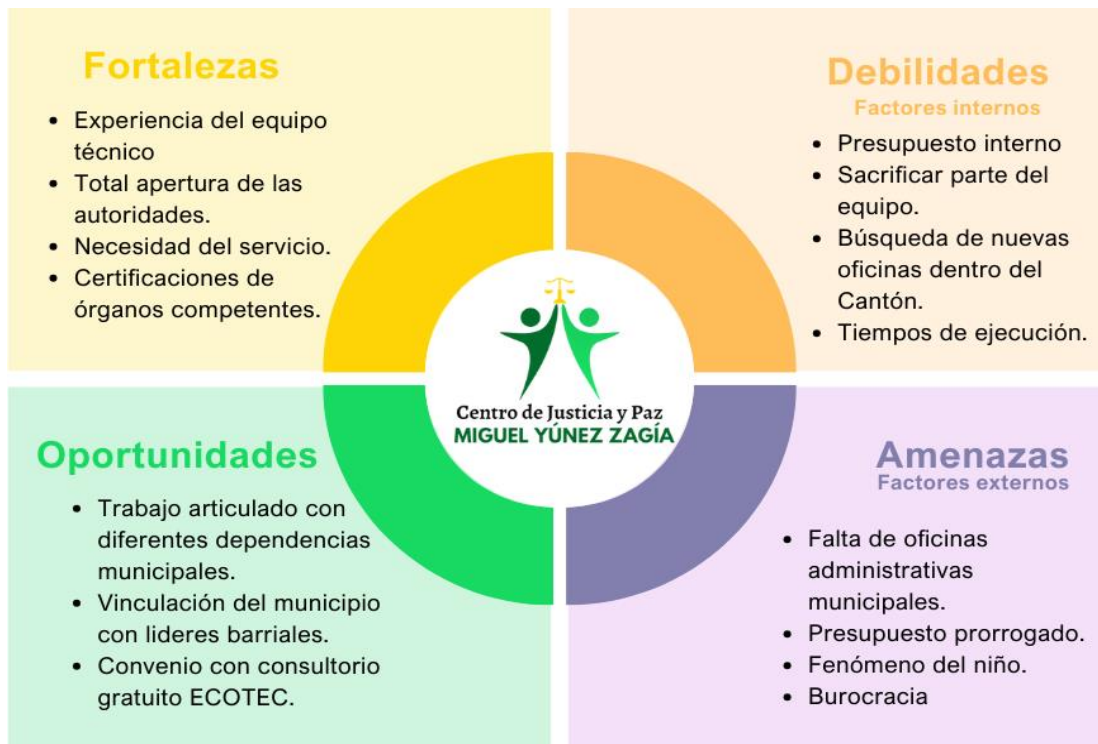 Fortalezas
• Experiencia del equipo
técnico
• Total apertura de las
autoridades.
• Necesidad del servicio.
• Certificaciones de
órganos competentes.
Debilidades
Factores internos
• Presupuesto interno
• Sacrificar parte del
equipo.
• Búsqueda de nuevas
oficinas dentro del
Cantón.
• Tiempos de ejecución.
Centro de Justicia y Paz
MIGUEL YÚNEZ ZAGÍA
Oportunidades
• Trabajo articulado con
diferentes dependencias
municipales.
• Vinculación del municipio
con lideres barriales.
• Convenio con consultorio
gratuito ECOTEC.
Amenazas
Factores externos
• Falta de oficinas
administrativas
municipales.
• Presupuesto prorrogado.
• Fenómeno del niño.
• Burocracia